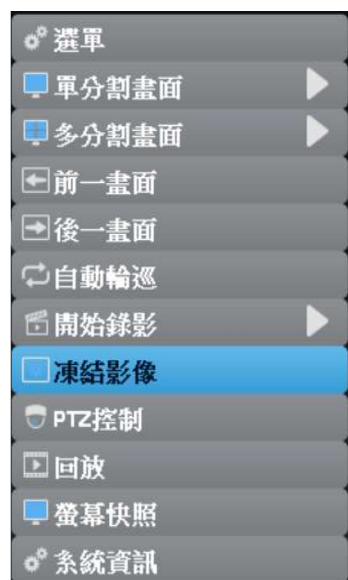 選單
單分割畫面
多分割畫面
前一畫面
後一畫面
自動輪巡
開始錄影
凍結影像
PTZ控制
回放
螢幕快照
系統資訊